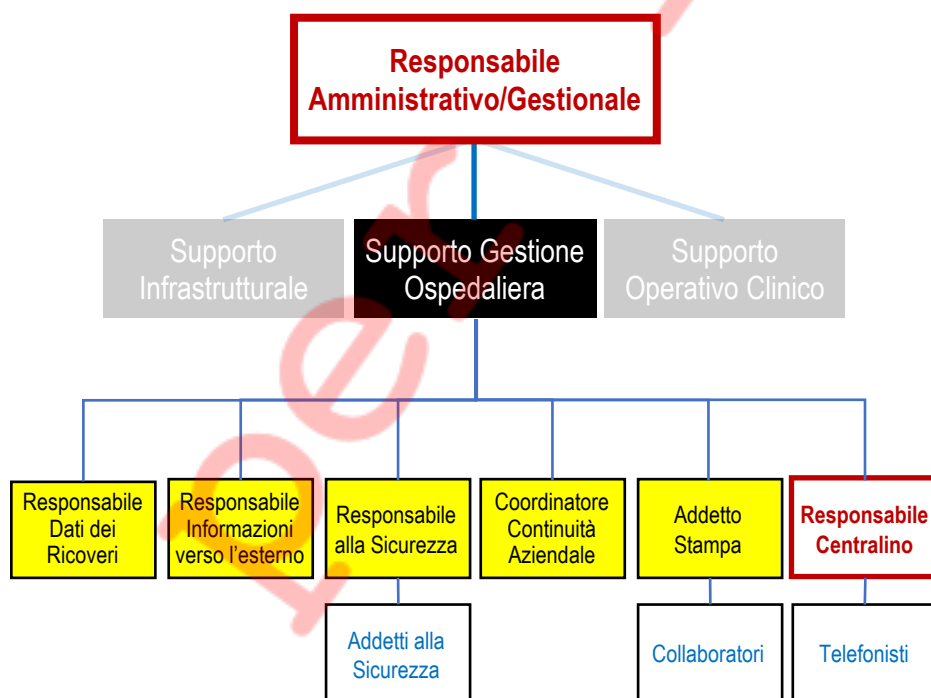 Responsabile
Amministrativo/Gestionale
Supporto
Infrastrutturale
Supporto Gestione
Ospedaliera
Supporto
Operativo Clinico
Responsabile
Dati dei
Ricoveri
Responsabile
Informazioni
verso l'esterno
Responsabile
alla Sicurezza
Coordinatore
Continuità
Aziendale
Addetto
Stampa
Responsabile
Centralino
Addetti alla
Sicurezza
Collaboratori
Telefonisti
per